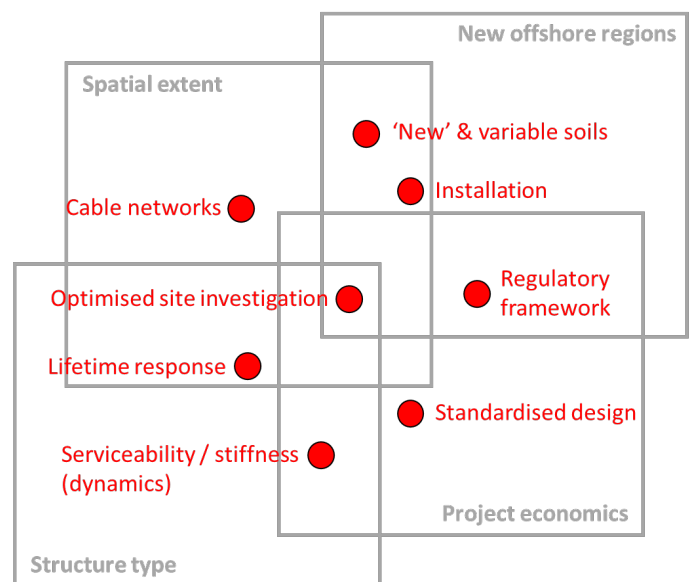 New offshore regions
Spatial extent
‘New’ & variable soils
Installation
Cable networks
Regulatory
framework
Optimised site investigation
Lifetime response
Standardised design
Serviceability / stiffness
(dynamics)
Project economics
Structure type